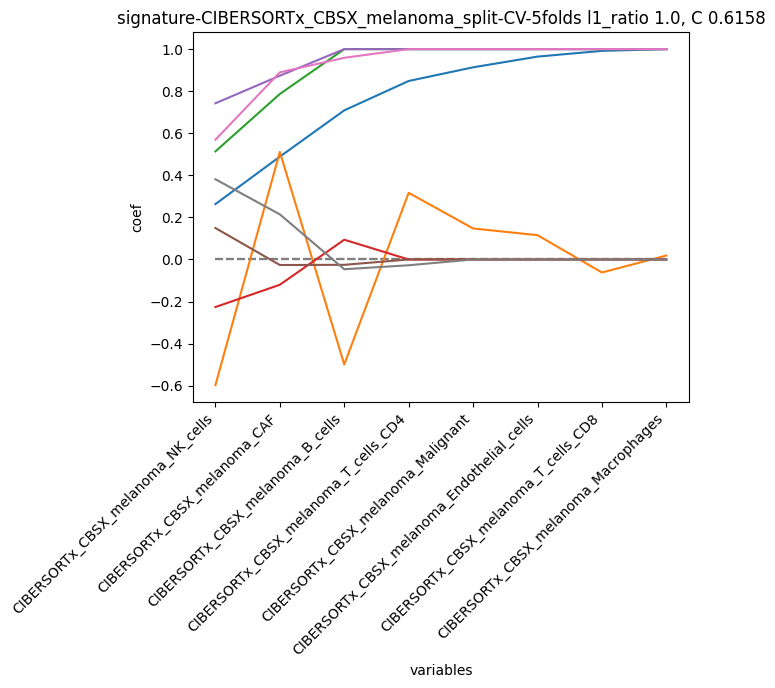 signature-CIBERSORTx_CBSX_melanoma_split-CV-5folds l1_ratio 1.0, C 0.6158
1.0
0.8
0.6
0.4
0.2
0.0
−0.2
−0.4
−0.6
coef
CIBERSORTx_CBSX_melanoma_NK_cells
CIBERSORTx_CBSX_melanoma_CAF
CIBERSORTx_CBSX_melanoma_B_cells
CIBERSORTx_CBSX_melanoma_T_cells_CD4
CIBERSORTx_CBSX_melanoma_Malignant
CIBERSORTx_CBSX_melanoma_Endothelial_cells
CIBERSORTx_CBSX_melanoma_T_cells_CD8
CIBERSORTx_CBSX_melanoma_Macrophages
variables